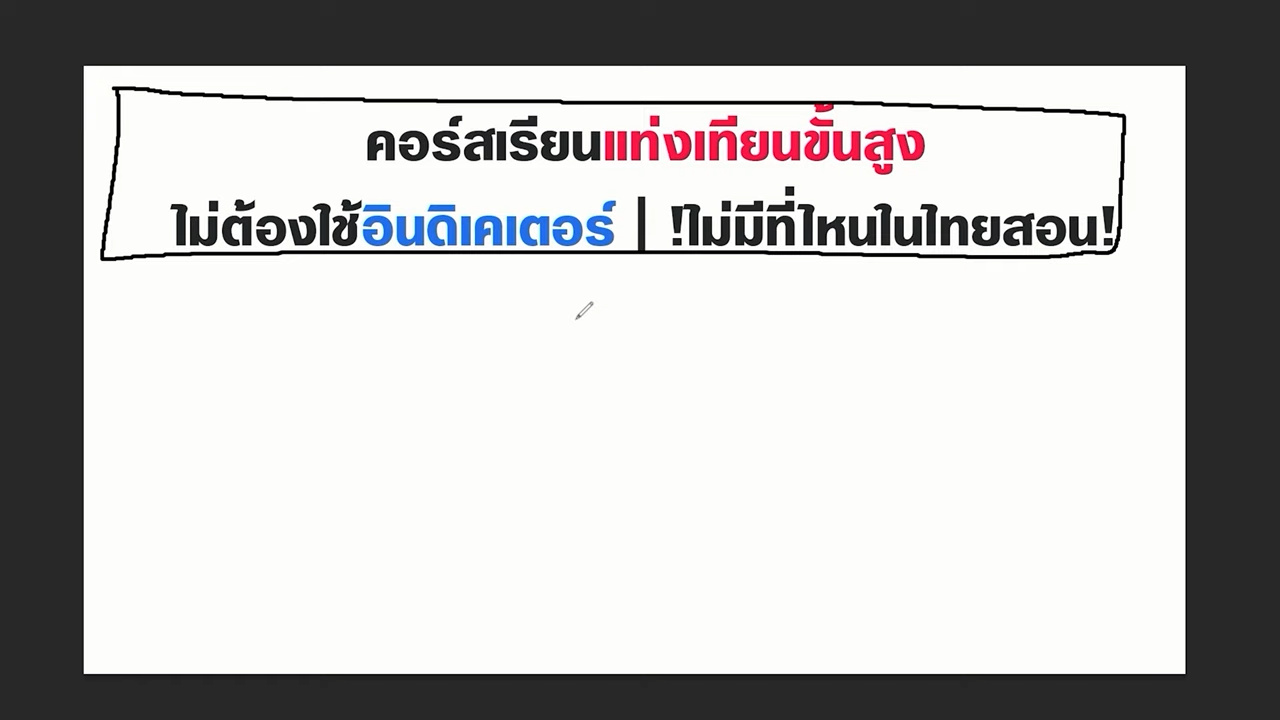 คอร์สเรียนแท่งเทียนขั้นสูง
ไม่ต้องใช้อินดิเคเตอร์ | !ไม่มีที่ไหนในไทยสอน!